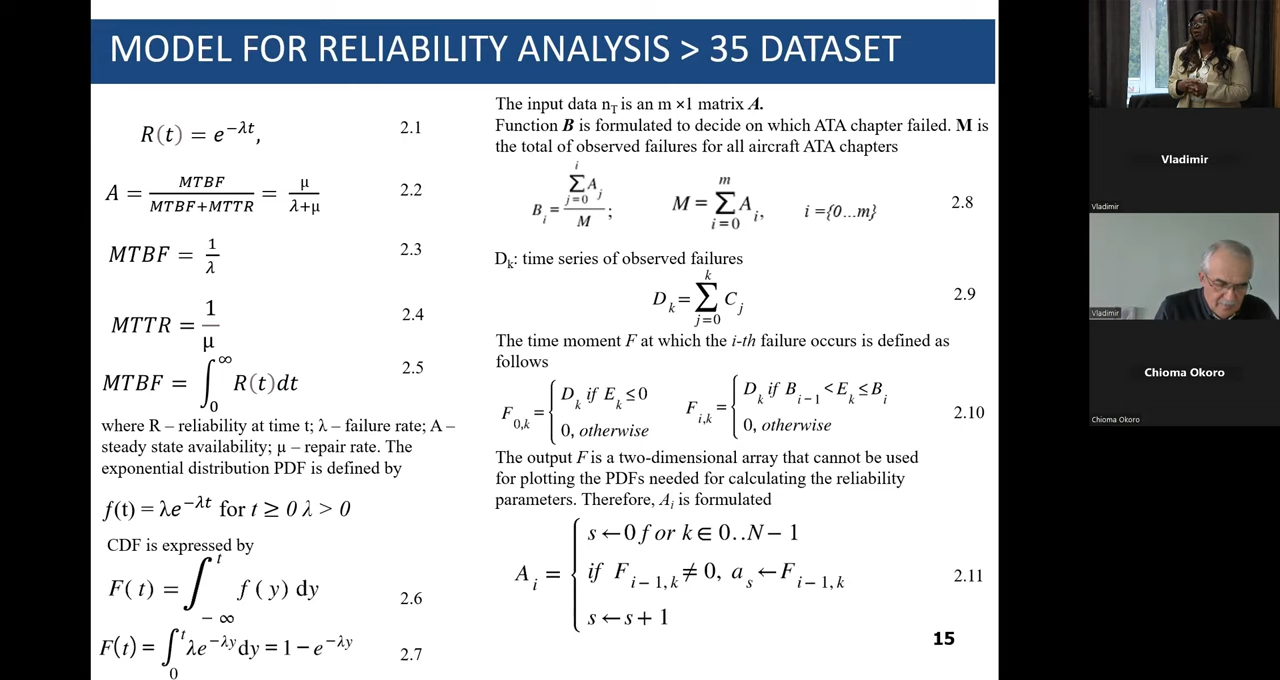 MODEL FOR RELIABILITY ANALYSIS > 35 DATASET
R(t) = e^{−λt}, 2.1
A = MTBF / (MTBF+MTTR) = μ / (λ+μ) 2.2
MTBF = 1/λ 2.3
MTTR = 1/μ 2.4
MTBF = ∫_0^∞ R(t)dt 2.5
where R – reliability at time t; λ – failure rate; A –
steady state availability; μ – repair rate. The
exponential distribution PDF is defined by
f(t) = λe^{−λt} for t ≥ 0 λ > 0
CDF is expressed by
F(t) = ∫_{−∞}^t f(y) dy 2.6
F(t) = ∫_0^t λe^{−λy}dy = 1 − e^{−λy} 2.7
The input data n_T is an m ×1 matrix A.
Function B is formulated to decide on which ATA chapter failed. M is
the total of observed failures for all aircraft ATA chapters
B_i = ∑_{j=0}^i A_j / M; M = ∑_{i=0}^m A_i, i ={0...m} 2.8
D_k: time series of observed failures
D_k = ∑_{j=0}^k C_j 2.9
The time moment F at which the i-th failure occurs is defined as
follows
F_{0,k} = { D_k if E_k ≤ 0 F_{i,k} = { D_k if B_{i−1} < E_k ≤ B_i 2.10
0, otherwise 0, otherwise
The output F is a two-dimensional array that cannot be used
for plotting the PDFs needed for calculating the reliability
parameters. Therefore, A_i is formulated
A_i = { s ← 0 for k ∈ 0..N − 1
if F_{i−1,k} ≠ 0, a_s ← F_{i−1,k} 2.11
s ← s + 1
15
Vladimir
Vladimir
Vladimir
Chioma Okoro
Chioma Okoro